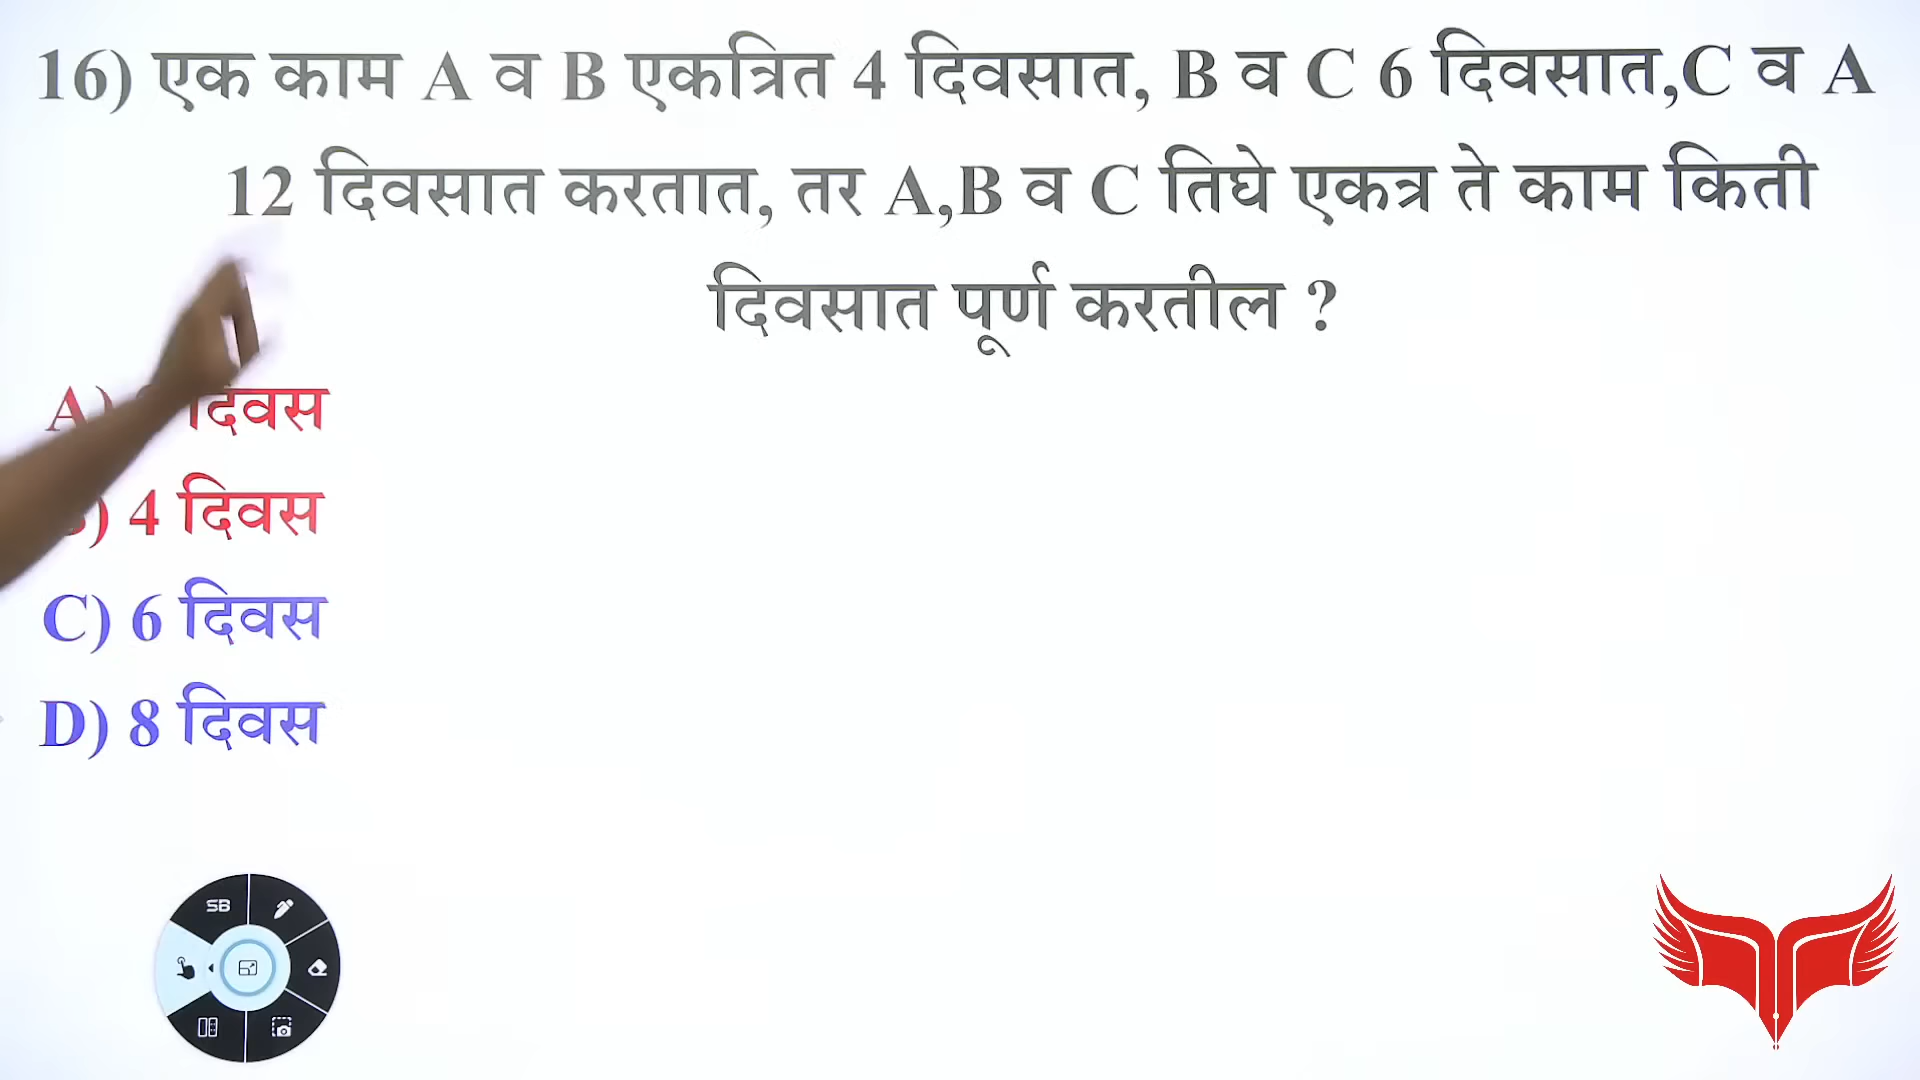 16) एक काम A व B एकत्रित 4 दिवसात, B व C 6 दिवसात,C व A
12 दिवसात करतात, तर A,B व C तिघे एकत्र ते काम किती
दिवसात पूर्ण करतील ?
A) दिवस
) 4 दिवस
C) 6 दिवस
D) 8 दिवस
SB